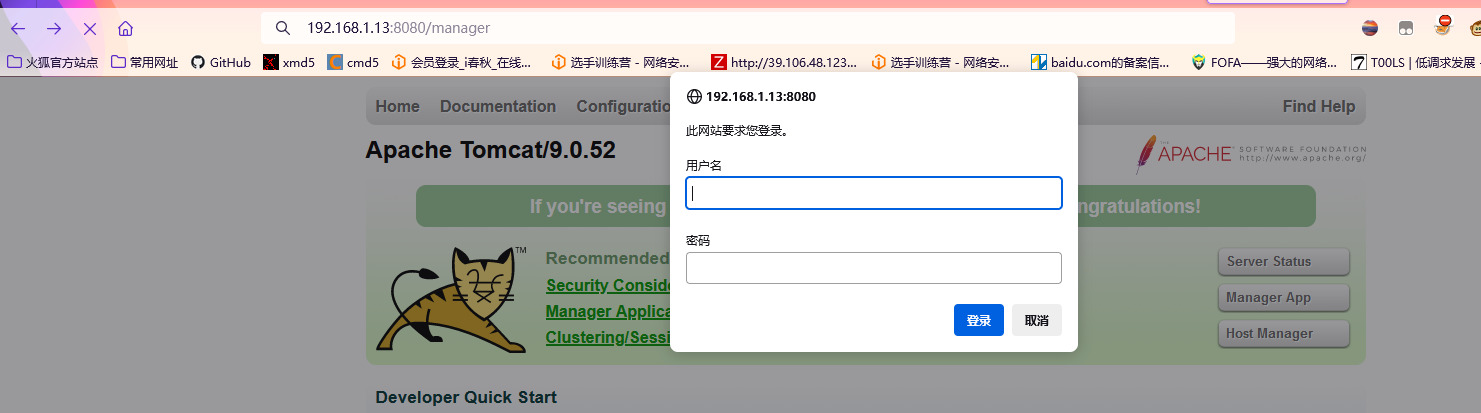 192.168.1.13:8080/manager
火狐官方站点 常用网址 GitHub xmd5 cmd5 会员登录_i春秋_在线... 选手训练营 - 网络安... http://39.106.48.123... 选手训练营 - 网络安... baidu.com的备案信... FOFA——强大的网络... T00LS | 低调求发展 -
192.168.1.13:8080
此网站要求您登录。
用户名
密码
登录 取消
Home Documentation Configuratio Find Help
Apache Tomcat/9.0.52
THE APACHE SOFTWARE FOUNDATION
http://www.apache.org/
If you're seeing ngratulations!
TM
Recommended
Security Conside
Manager Applica
Clustering/Sessi
Server Status
Manager App
Host Manager
Developer Quick Start